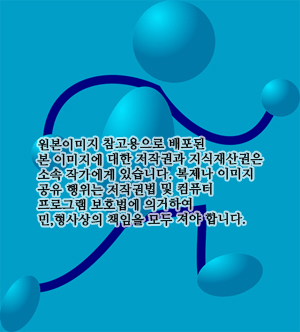 원본이미지 참고용으로 배포된
본 이미지에 대한 저작권과 지식재산권은
소속 작가에게 있습니다. 복제나 이미지
공유 행위는 저작권법 및 컴퓨터
프로그램 보호법에 의거하여
민,형사상의 책임을 모두 져야 합니다.